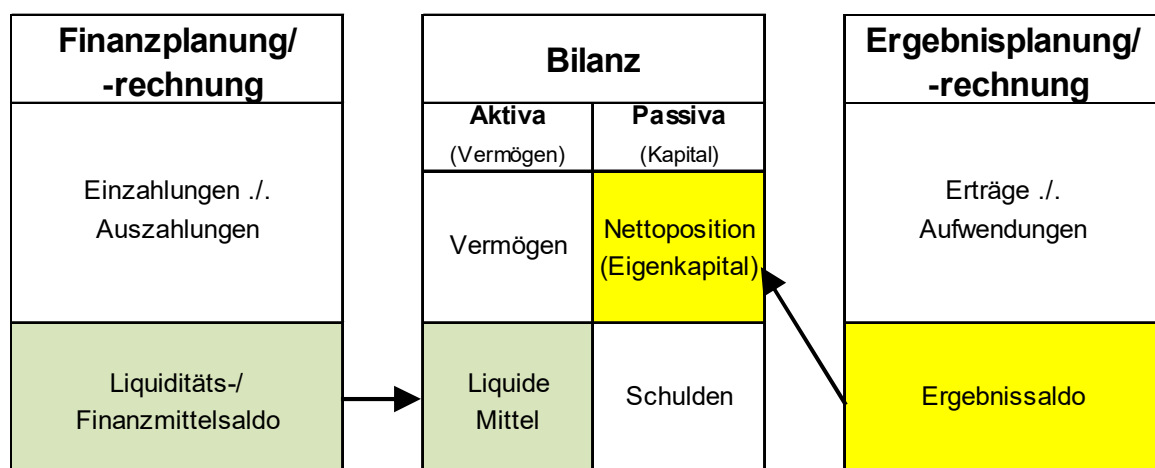 Finanzplanung/
-rechnung
Einzahlungen ./.
Auszahlungen
Liquiditäts-/
Finanzmittelsaldo
Bilanz
Aktiva
(Vermögen)
Passiva
(Kapital)
Vermögen
Nettoposition
(Eigenkapital)
Liquide
Mittel
Schulden
Ergebnisplanung/
-rechnung
Erträge ./.
Aufwendungen
Ergebnissaldo